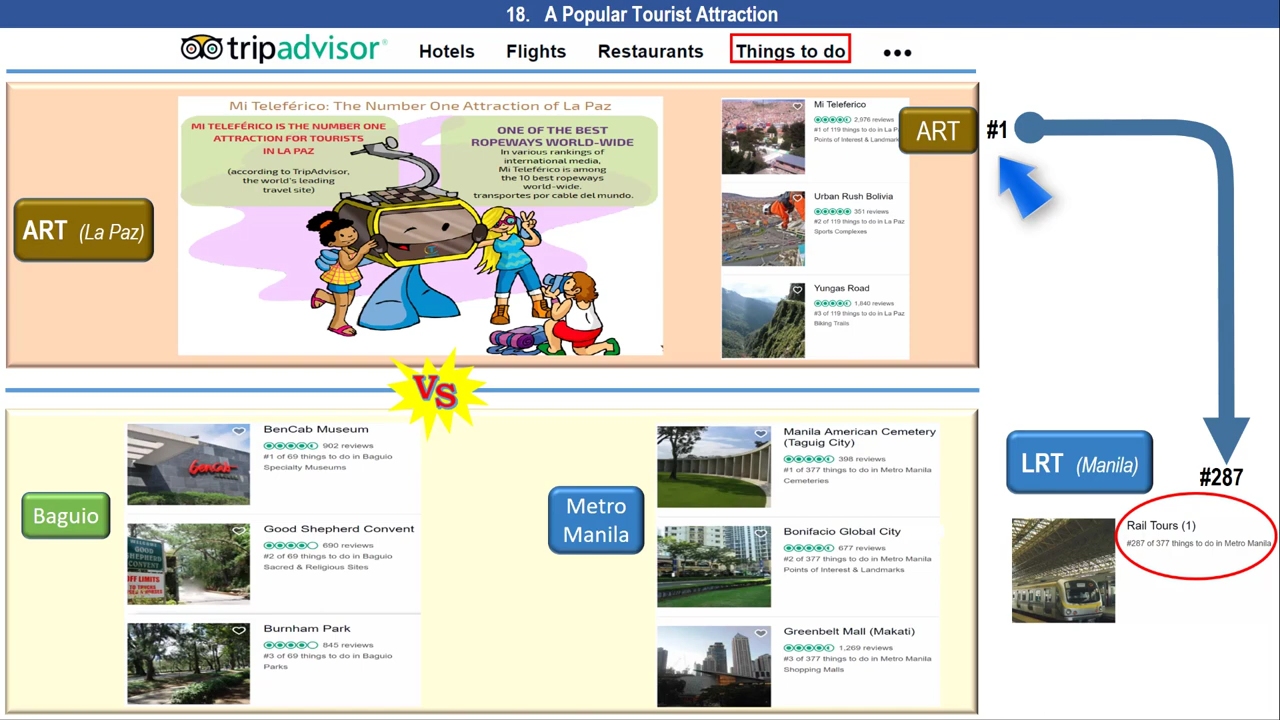 18. A Popular Tourist Attraction
tripadvisor® Hotels Flights Restaurants Things to do •••
Mi Teleférico: The Number One Attraction of La Paz
MI TELEFÉRICO IS THE NUMBER ONE
ATTRACTION FOR TOURISTS
IN LA PAZ
(according to TripAdvisor,
the world's leading
travel site)
ONE OF THE BEST
ROPEWAYS WORLD-WIDE
In various rankings of
international media,
Mi Teleférico is among
the 10 best ropeways
world-wide.
transportes por cable del mundo.
ART (La Paz)
Mi Teleferico
2,976 reviews
#1 of 119 things to do in La
Points of Interest &
ART
#1
Urban Rush Bolivia
351 reviews
#2 of 119 things to do in La Paz
Sports Complexes
Yungas Road
1,840 reviews
#3 of 119 things to do in La Paz
Biking Trails
VS
Baguio
BenCab Museum
902 reviews
#1 of 69 things to do in Baguio
Specialty Museums
Good Shepherd Convent
690 reviews
#2 of 69 things to do in Baguio
Sacred & Religious Sites
WELCOME
GOOD
SHEPHERD
CONVENT
Burnham Park
845 reviews
#3 of 69 things to do in Baguio
Parks
Metro
Manila
Manila American Cemetery
(Taguig City)
398 reviews
#1 of 377 things to do in Metro Manila
Cemeteries
Bonifacio Global City
677 reviews
#2 of 377 things to do in Metro Manila
Points of Interest & Landmarks
Greenbelt Mall (Makati)
1,269 reviews
#3 of 377 things to do in Metro Manila
Shopping Malls
LRT (Manila)
#287
Rail Tours (1)
#287 of 377 things to do in Metro Manila